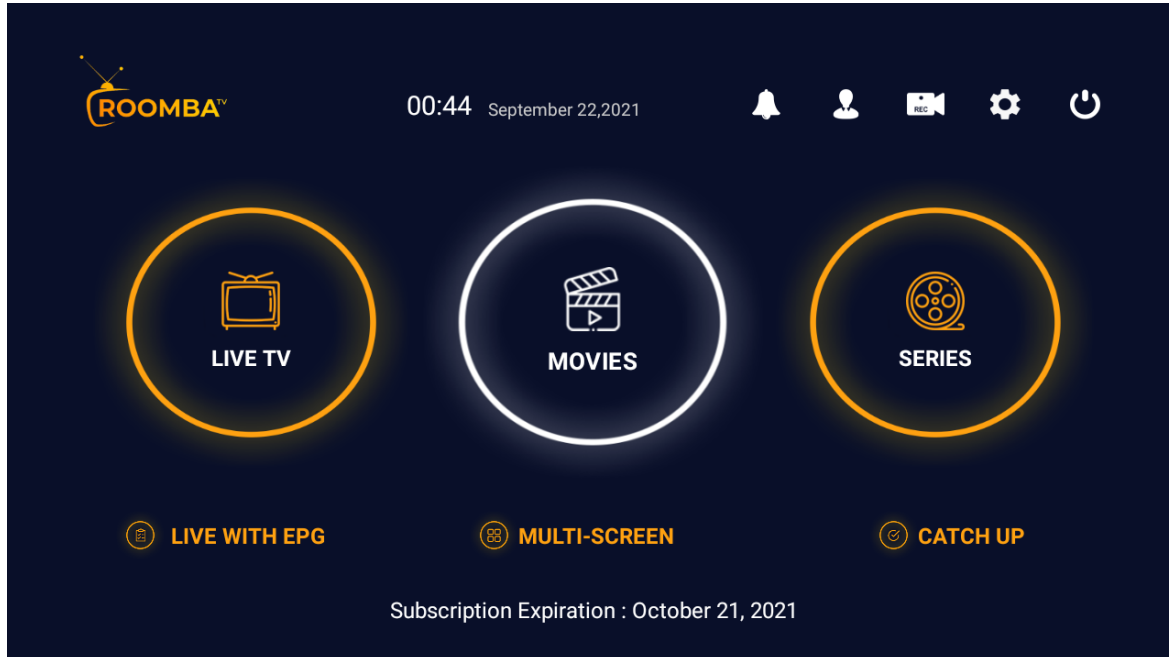 ROOMBA TV
00:44 September 22,2021
REC
LIVE TV
MOVIES
SERIES
LIVE WITH EPG
MULTI-SCREEN
CATCH UP
Subscription Expiration : October 21, 2021